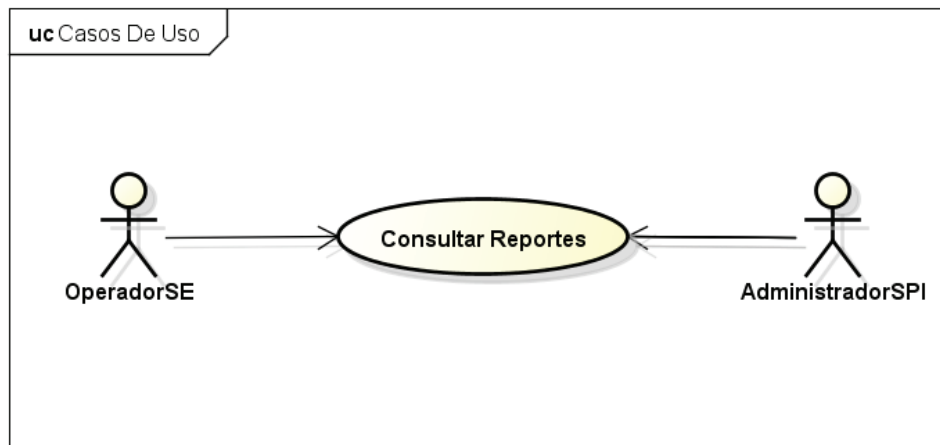 uc Casos De Uso
Consultar Reportes
OperadorSE
AdministradorSPI